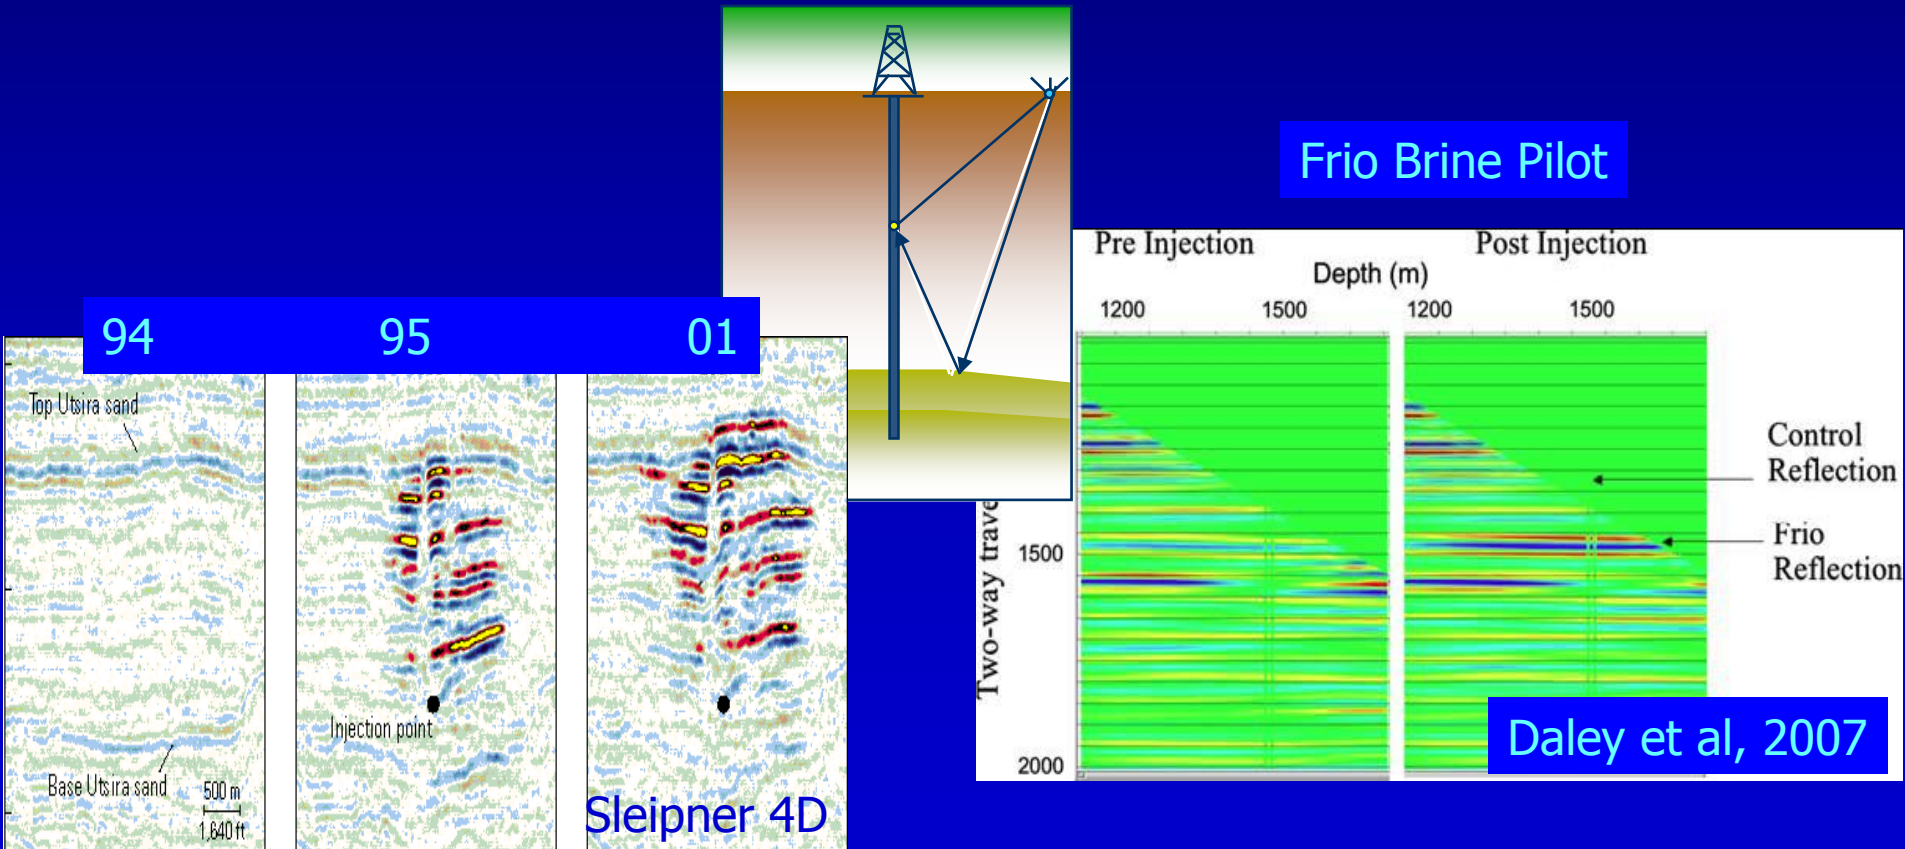 94 95 01
Top Utsira sand
Injection point
Base Utsira sand
500 m
1,640 ft
Sleipner 4D
Frio Brine Pilot
Pre Injection Post Injection
Depth (m)
1200 1500 1200 1500
Two-way
1500
2000
Control
Reflection
Frio
Reflection
Daley et al, 2007